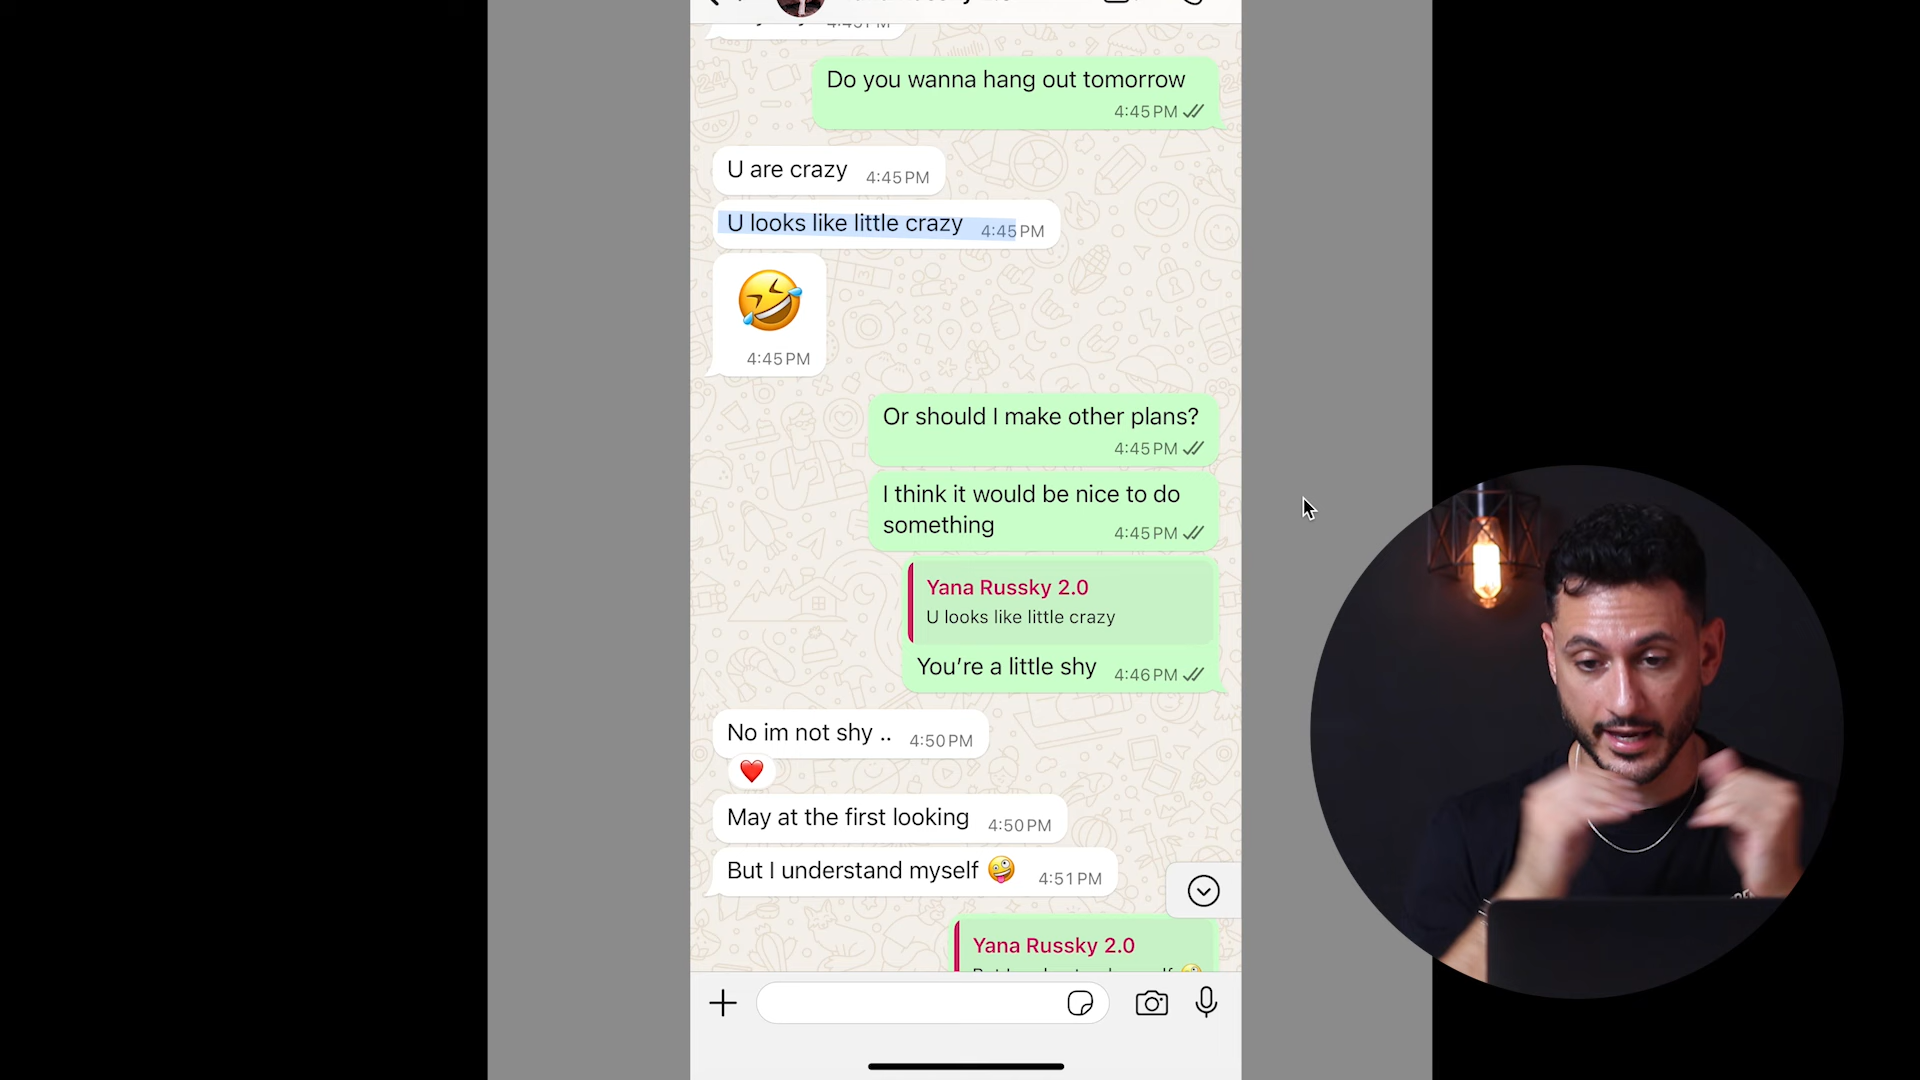 Do you wanna hang out tomorrow
4:45 PM
U are crazy 4:45 PM
U looks like little crazy 4:45 PM
4:45 PM
Or should I make other plans?
4:45 PM
I think it would be nice to do
something 4:45 PM
Yana Russky 2.0
U looks like little crazy
You’re a little shy 4:46 PM
No im not shy .. 4:50 PM
May at the first looking 4:50 PM
But I understand myself 🤪 4:51 PM
Yana Russky 2.0